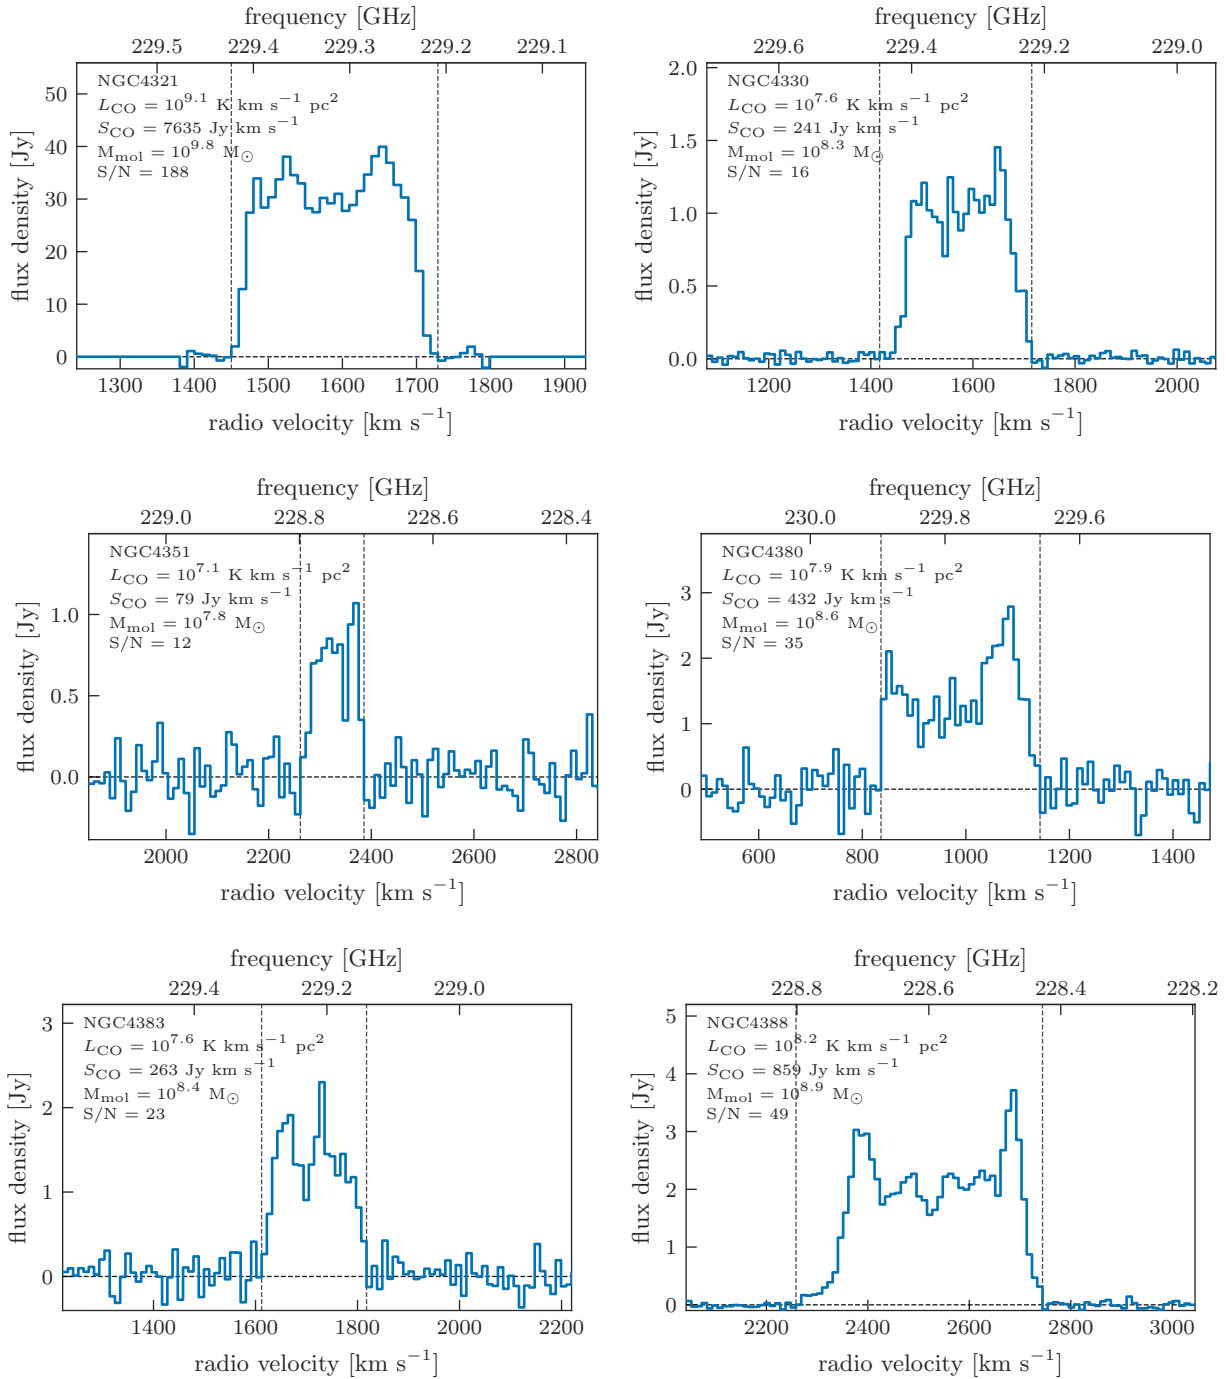 frequency [GHz]
229.5 229.4 229.3 229.2 229.1
NGC4321
L_CO = 10^9.1 K km s^−1 pc^2
S_CO = 7635 Jy km s^−1
M_mol = 10^9.8 M_⊙
S/N = 188
flux density [Jy]
50
40
30
20
10
0
1300 1400 1500 1600 1700 1800 1900
radio velocity [km s^−1]
frequency [GHz]
229.6 229.4 229.2 229.0
NGC4330
L_CO = 10^7.6 K km s^−1 pc^2
S_CO = 241 Jy km s^−1
M_mol = 10^8.3 M_⊙
S/N = 16
flux density [Jy]
2.0
1.5
1.0
0.5
0.0
1200 1400 1600 1800 2000
radio velocity [km s^−1]
frequency [GHz]
229.0 228.8 228.6 228.4
NGC4351
L_CO = 10^7.1 K km s^−1 pc^2
S_CO = 79 Jy km s^−1
M_mol = 10^7.8 M_⊙
S/N = 12
flux density [Jy]
1.0
0.5
0.0
2000 2200 2400 2600 2800
radio velocity [km s^−1]
frequency [GHz]
230.0 229.8 229.6
NGC4380
L_CO = 10^7.9 K km s^−1 pc^2
S_CO = 432 Jy km s^−1
M_mol = 10^8.6 M_⊙
S/N = 35
flux density [Jy]
3
2
1
0
600 800 1000 1200 1400
radio velocity [km s^−1]
frequency [GHz]
229.4 229.2 229.0
NGC4383
L_CO = 10^7.6 K km s^−1 pc^2
S_CO = 263 Jy km s^−1
M_mol = 10^8.4 M_⊙
S/N = 23
flux density [Jy]
3
2
1
0
1400 1600 1800 2000 2200
radio velocity [km s^−1]
frequency [GHz]
228.8 228.6 228.4 228.2
NGC4388
L_CO = 10^8.2 K km s^−1 pc^2
S_CO = 859 Jy km s^−1
M_mol = 10^8.9 M_⊙
S/N = 49
flux density [Jy]
5
4
3
2
1
0
2200 2400 2600 2800 3000
radio velocity [km s^−1]